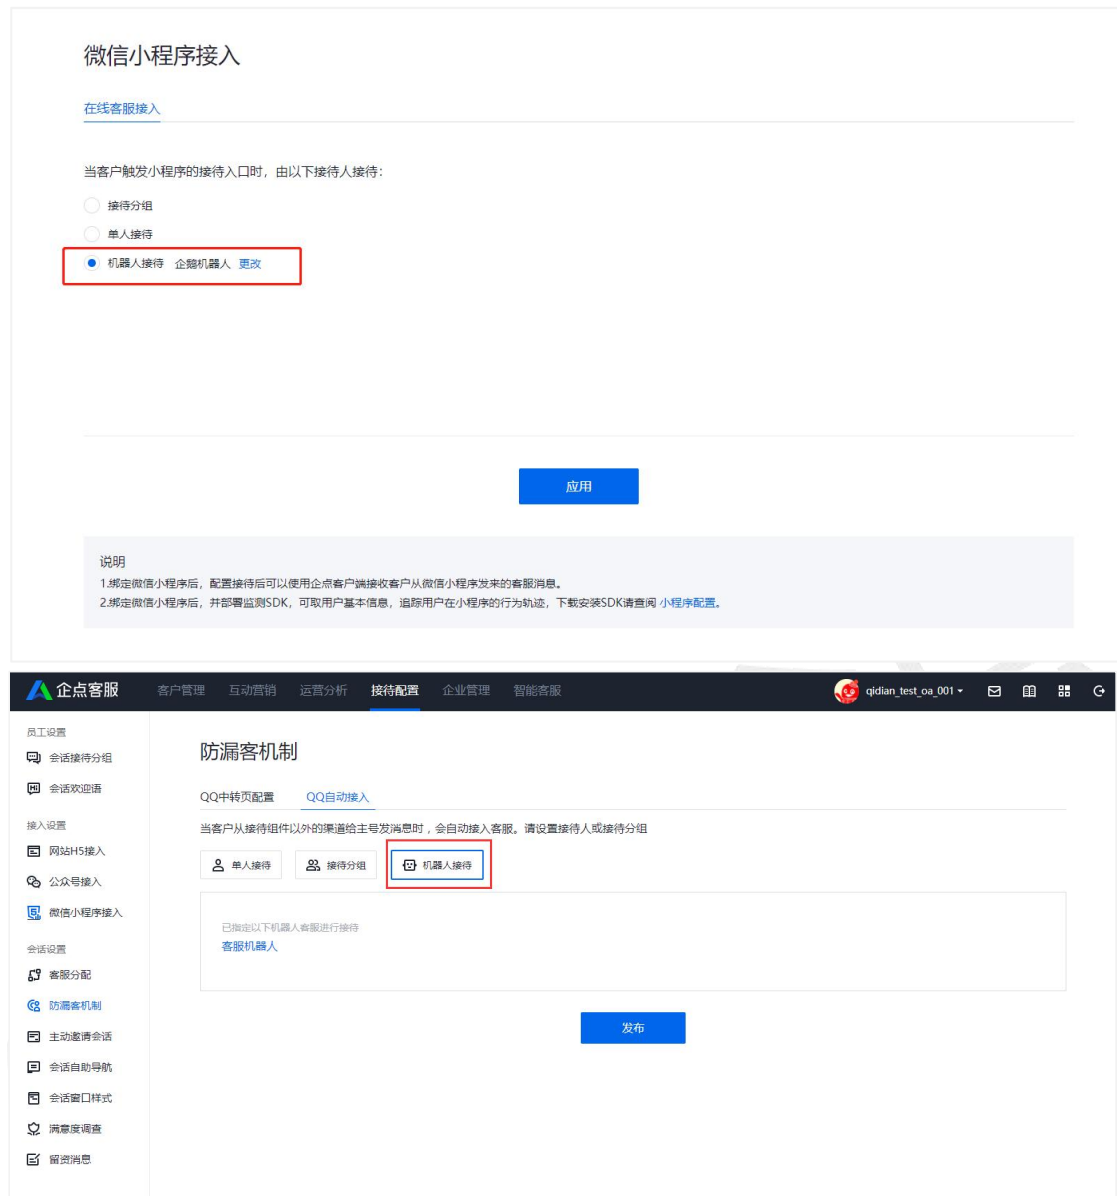 微信小程序接入
在线客服接入
当客户触发小程序的接待入口时，由以下接待人接待：
接待分组
单人接待
机器人接待 企鹅机器人 更改
应用
说明
1.绑定微信小程序后，配置接待后可以使用企点客户端接收客户从微信小程序发来的客服消息。
2.绑定微信小程序后，并部署监测SDK，可取用户基本信息，追踪用户在小程序的行为轨迹，下载安装SDK请查阅 小程序配置。
企点客服 客户管理 互动营销 运营分析 接待配置 企业管理 智能客服 qidian_test_oa_001
员工设置
会话接待分组
会话欢迎语
接入设置
网站H5接入
公众号接入
微信小程序接入
会话设置
客服分配
防漏客机制
主动邀请会话
会话自助导航
会话窗口样式
满意度调查
留资消息
防漏客机制
QQ中转页配置 QQ自动接入
当客户从接待组件以外的渠道给主号发消息时，会自动接入客服。请设置接待人或接待分组
单人接待 接待分组 机器人接待
已指定以下机器人客服进行接待
客服机器人
发布